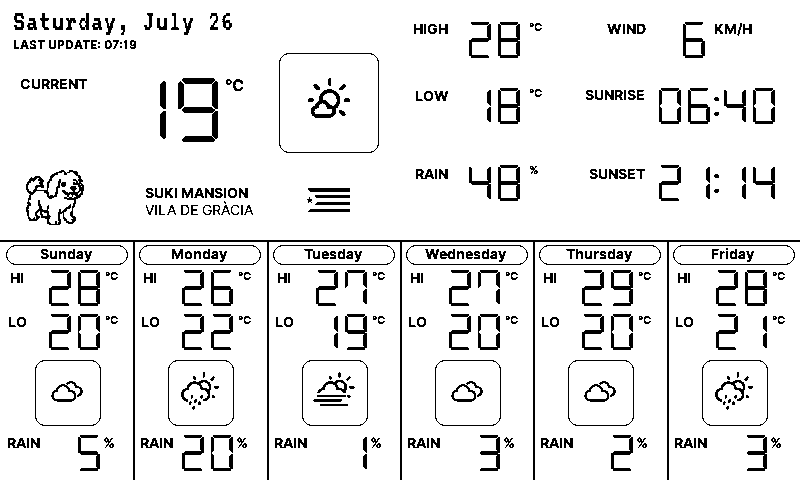 Saturday, July 26
LAST UPDATE: 07:19
CURRENT 19 °C
SUKI MANSION
VILA DE GRÀCIA
HIGH 28 °C
LOW 18 °C
RAIN 48 %
WIND 6 KM/H
SUNRISE 06:40
SUNSET 21:14
Sunday
HI 28 °C
LO 20 °C
RAIN 5 %
Monday
HI 26 °C
LO 22 °C
RAIN 20 %
Tuesday
HI 27 °C
LO 19 °C
RAIN 1 %
Wednesday
HI 27 °C
LO 20 °C
RAIN 3 %
Thursday
HI 29 °C
LO 20 °C
RAIN 2 %
Friday
HI 28 °C
LO 21 °C
RAIN 3 %